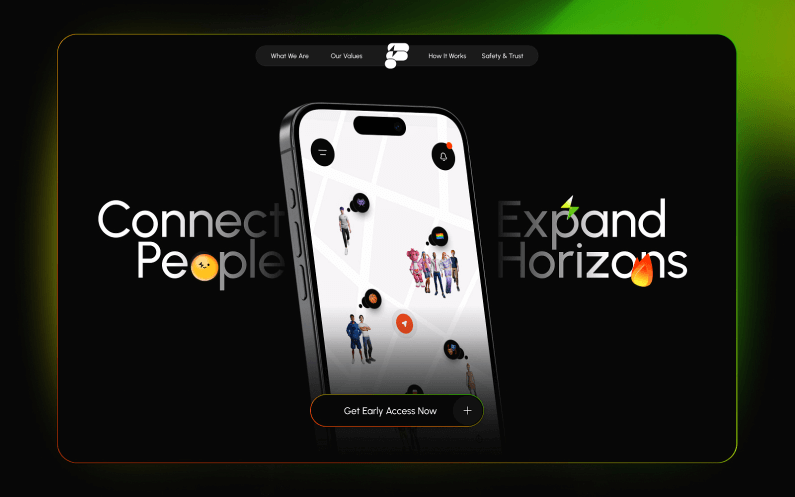 What We Are
Our Values
How It Works
Safety & Trust
Connect
People
Expand
Horizons
Get Early Access Now